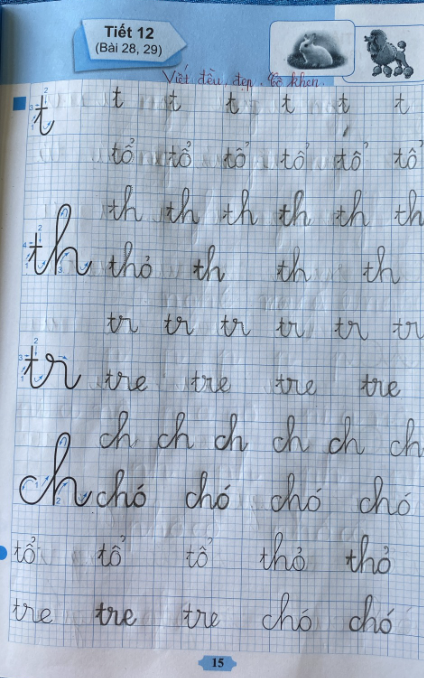 Tiết 12
(Bài 28, 29)
Viết đều, đẹp. Cô khen.
t t t t t t t
tổ tổ tổ tổ tổ tổ
th th th th th th
th thỏ th th th
tr tr tr tr tr tr
tr tre tre tre tre
ch ch ch ch ch ch
ch chó chó chó chó
tổ tổ tổ thỏ thỏ
tre tre tre chó chó
15